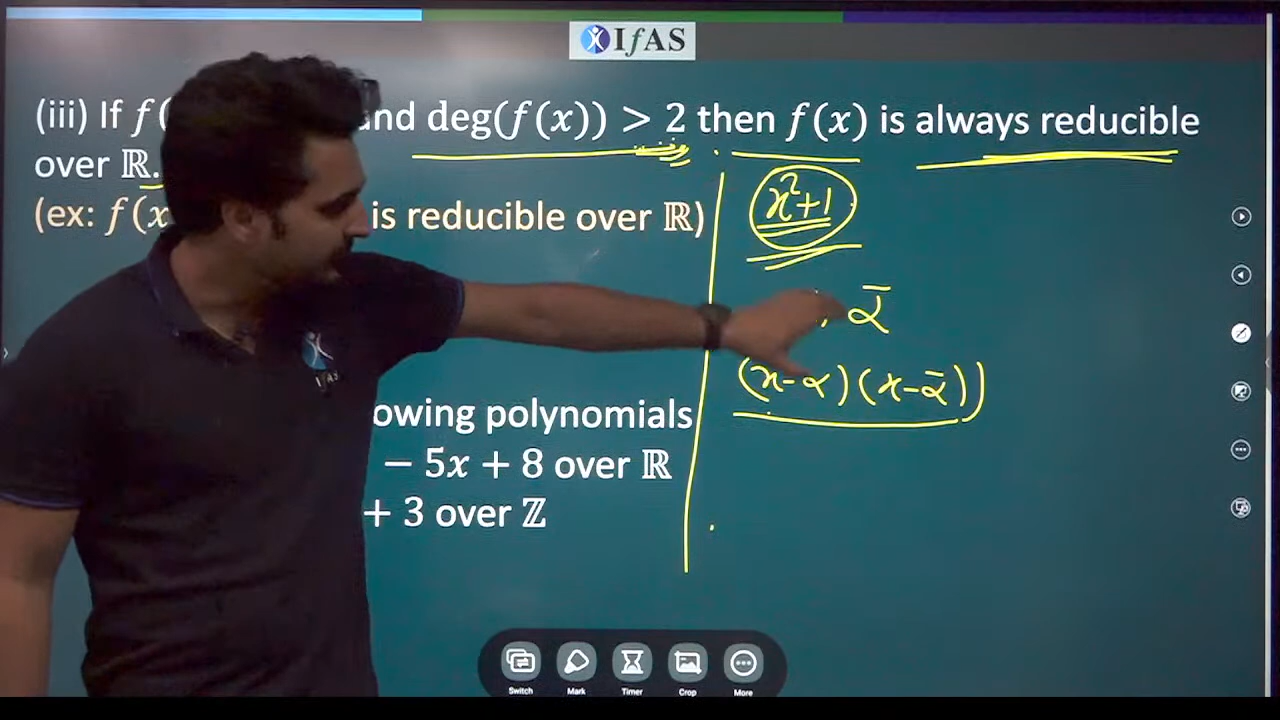 IfAS
(iii) If f( and deg(f(x)) > 2 then f(x) is always reducible
over ℝ.
(ex: f(x is reducible over ℝ)
x²+1
, ᾱ
(x-α)(x-ᾱ))
owing polynomials
- 5x + 8 over ℝ
+ 3 over ℤ
IfAS
Switch Mark Timer Crop More